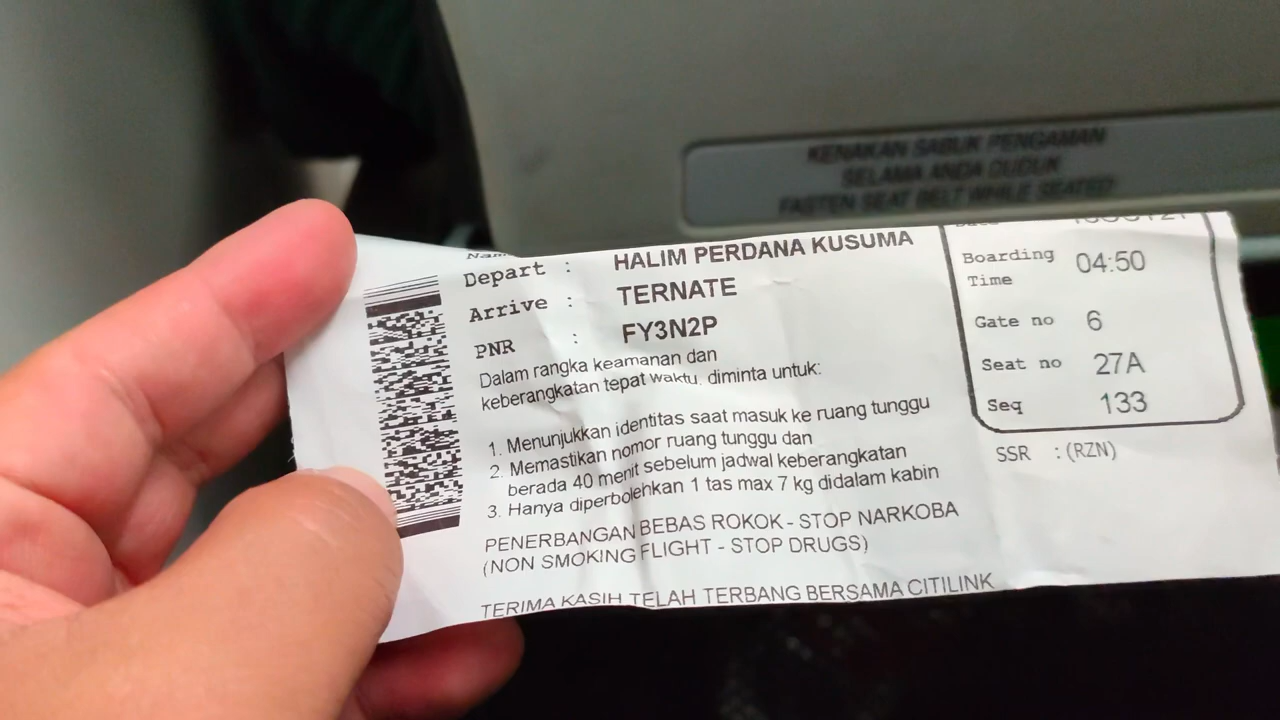 KENAKAN SABUK PENGAMAN
SELAMA ANDA DUDUK
FASTEN SEAT BELT WHILE SEATED
Depart : HALIM PERDANA KUSUMA
Arrive : TERNATE
PNR : FY3N2P
Dalam rangka keamanan dan
keberangkatan tepat waktu, diminta untuk:
1. Menunjukkan identitas saat masuk ke ruang tunggu
2. Memastikan nomor ruang tunggu dan
berada 40 menit sebelum jadwal keberangkatan
3. Hanya diperbolehkan 1 tas max 7 kg didalam kabin
PENERBANGAN BEBAS ROKOK - STOP NARKOBA
(NON SMOKING FLIGHT - STOP DRUGS)
TERIMA KASIH TELAH TERBANG BERSAMA CITILINK
Boarding Time 04:50
Gate no 6
Seat no 27A
Seq 133
SSR : (RZN)